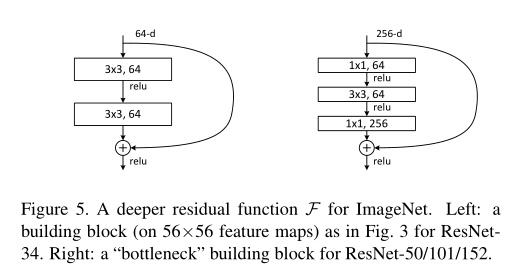 64-d
3x3, 64
relu
3x3, 64
+
relu
256-d
1x1, 64
relu
3x3, 64
relu
1x1, 256
+
relu
Figure 5. A deeper residual function F for ImageNet. Left: a
building block (on 56×56 feature maps) as in Fig. 3 for ResNet-
34. Right: a “bottleneck” building block for ResNet-50/101/152.